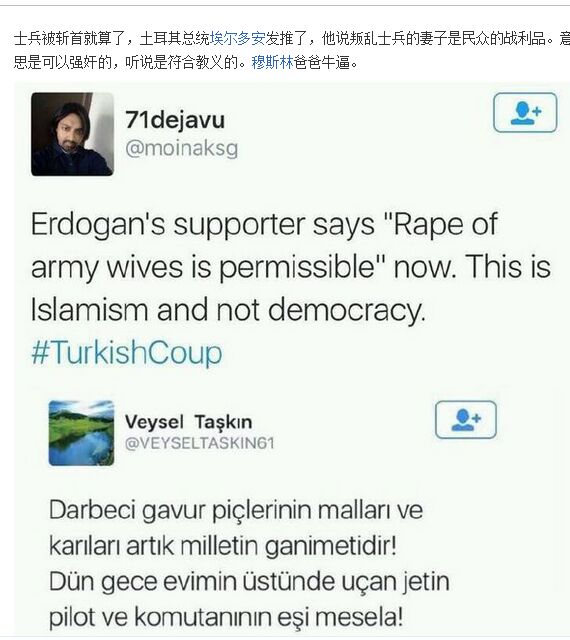 士兵被斩首就算了，土耳其总统埃尔多安发推了，他说叛乱士兵的妻子是民众的战利品。意
思是可以强奸的，听说是符合教义的。穆斯林爸爸牛逼。
71dejavu
@moinaksg
Erdogan's supporter says "Rape of
army wives is permissible" now. This is
Islamism and not democracy.
#TurkishCoup
Veysel Taşkın
@VEYSELTASKIN61
Darbeci gavur piçlerinin malları ve
karıları artık milletin ganimetidir!
Dün gece evimin üstünde uçan jetin
pilot ve komutanının eşi mesela!